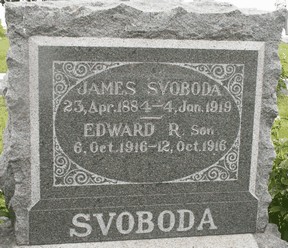 JAMES SVOBODA
23, Apr. 1884-4, Jan. 1919
EDWARD R. Son
6, Oct. 1916-12, Oct. 1916
SVOBODA